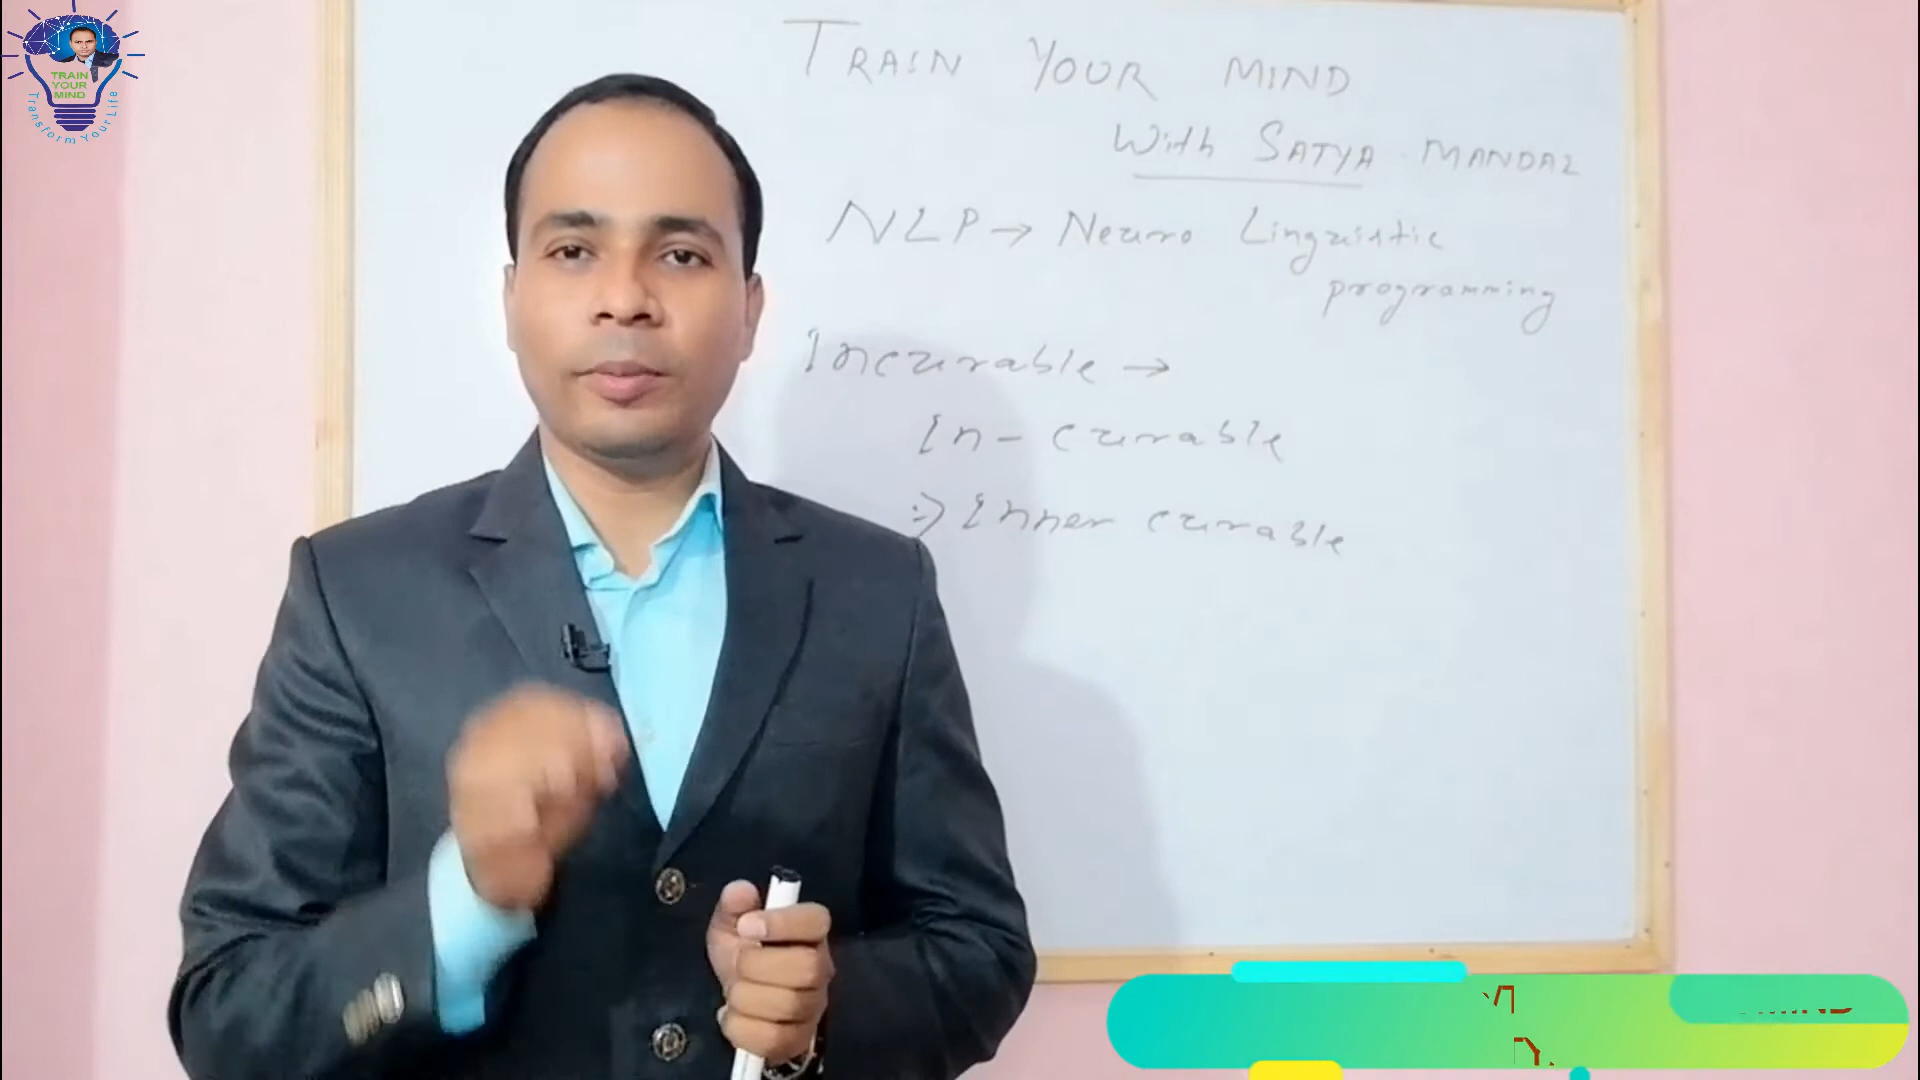 TRAIN
YOUR
MIND
Transform Your Life
TRAIN YOUR MIND
With SATYA MANDAL
NLP → Neuro Linguistic
programming
Incurable →
In - curable
⇒ Inner curable